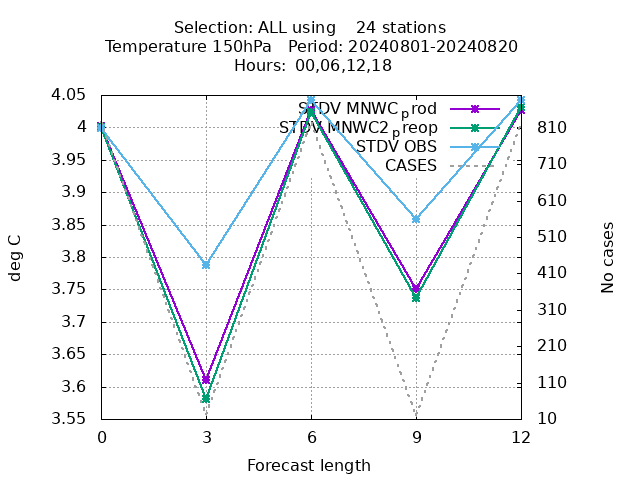 Selection: ALL using    24 stations
Temperature 150hPa   Period: 20240801-20240820
Hours: 00,06,12,18
STDV MNWC_prod
STDV MNWC2_preop
STDV OBS
CASES
4.05
4
3.95
3.9
3.85
3.8
3.75
3.7
3.65
3.6
3.55
deg C
810
710
610
510
410
310
210
110
10
No cases
0 3 6 9 12
Forecast length